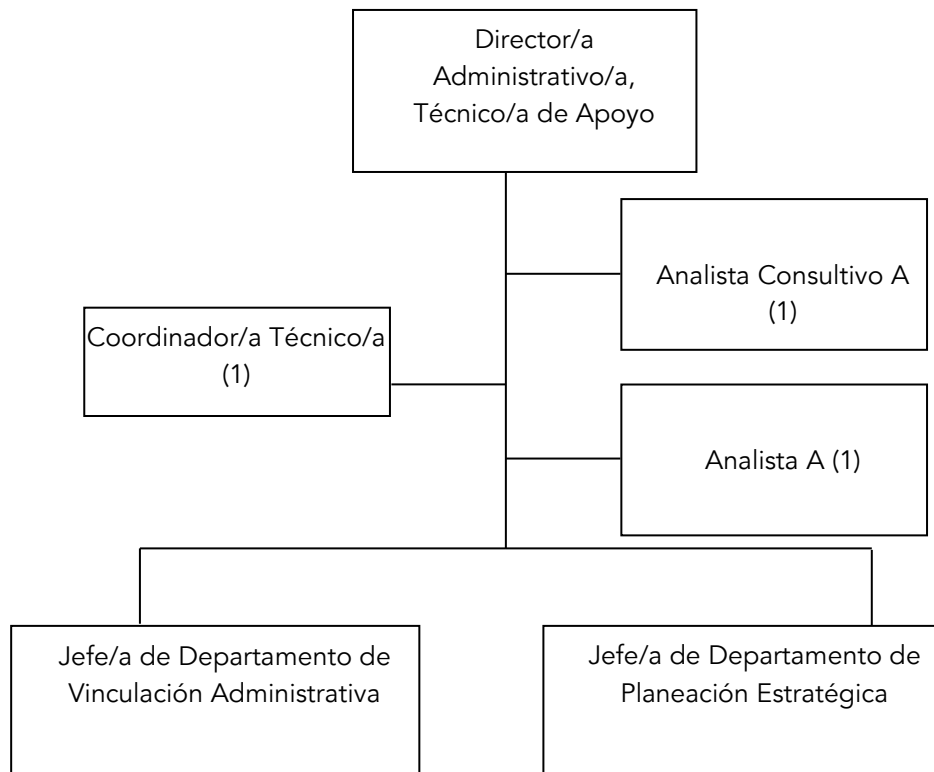 Director/a
Administrativo/a,
Técnico/a de Apoyo
Analista Consultivo A
(1)
Coordinador/a Técnico/a
(1)
Analista A (1)
Jefe/a de Departamento de
Vinculación Administrativa
Jefe/a de Departamento de
Planeación Estratégica